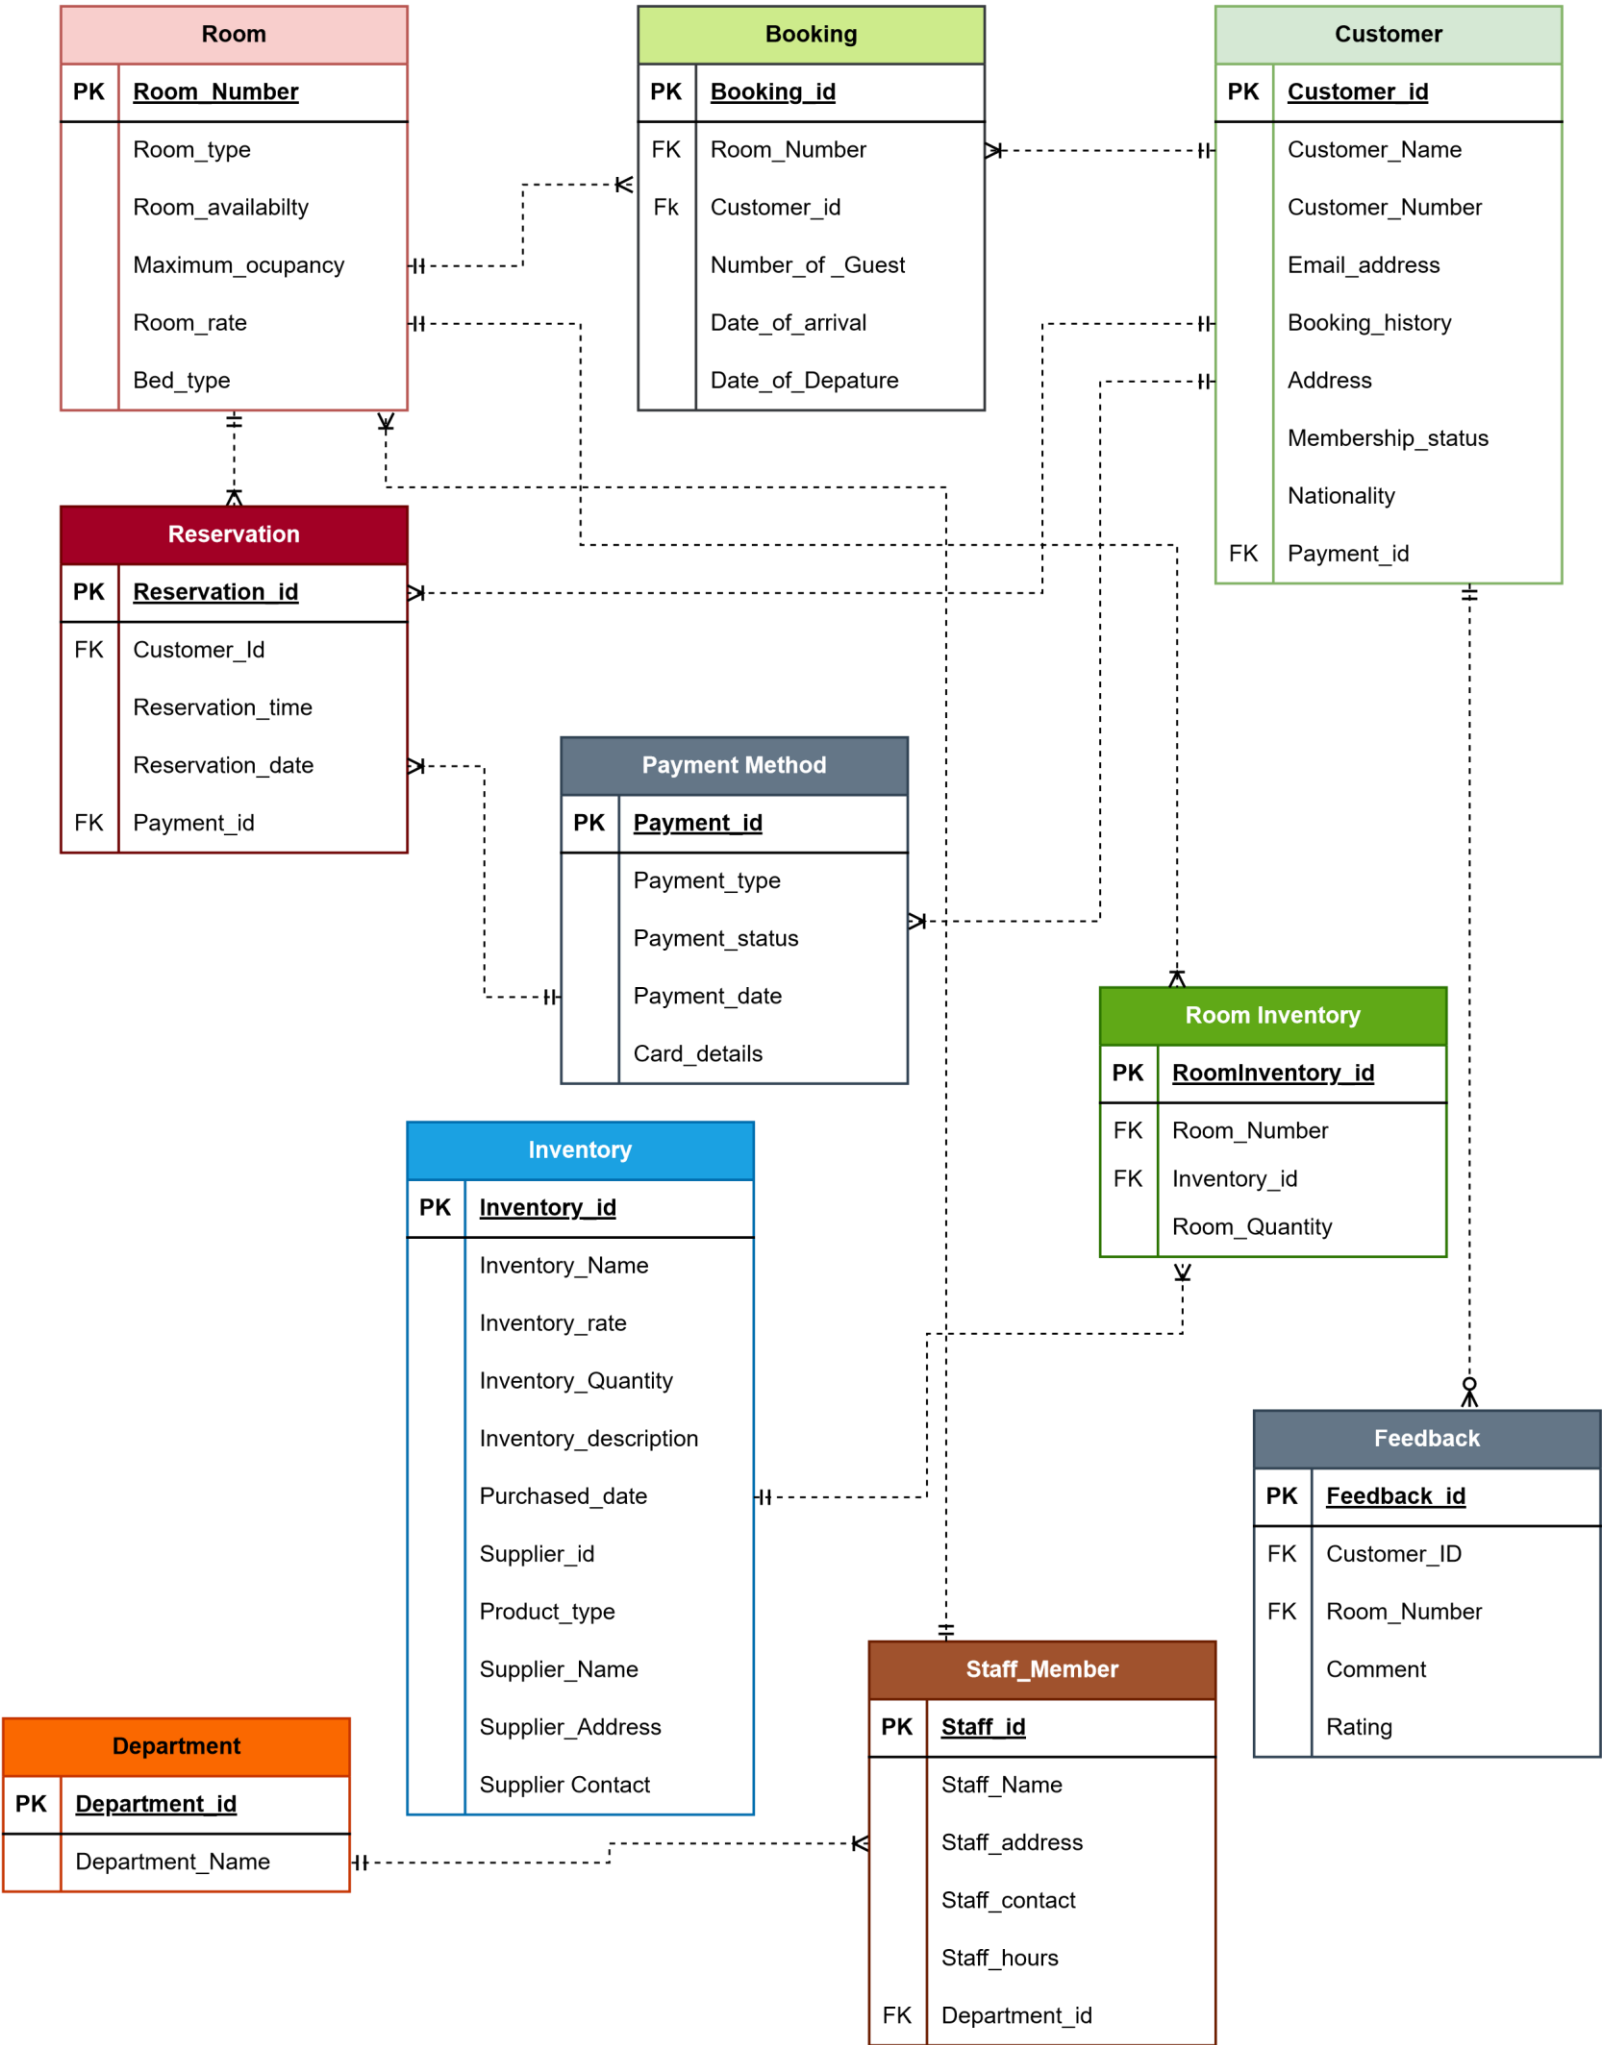 Room
PK Room_Number
Room_type
Room_availabilty
Maximum_ocupancy
Room_rate
Bed_type
Booking
PK Booking_id
FK Room_Number
Fk Customer_id
Number_of _Guest
Date_of_arrival
Date_of_Depature
Customer
PK Customer_id
Customer_Name
Customer_Number
Email_address
Booking_history
Address
Membership_status
Nationality
FK Payment_id
Reservation
PK Reservation_id
FK Customer_Id
Reservation_time
Reservation_date
FK Payment_id
Payment Method
PK Payment_id
Payment_type
Payment_status
Payment_date
Card_details
Room Inventory
PK RoomInventory_id
FK Room_Number
FK Inventory_id
Room_Quantity
Inventory
PK Inventory_id
Inventory_Name
Inventory_rate
Inventory_Quantity
Inventory_description
Purchased_date
Supplier_id
Product_type
Supplier_Name
Supplier_Address
Supplier Contact
Feedback
PK Feedback_id
FK Customer_ID
FK Room_Number
Comment
Rating
Staff_Member
PK Staff_id
Staff_Name
Staff_address
Staff_contact
Staff_hours
FK Department_id
Department
PK Department_id
Department_Name